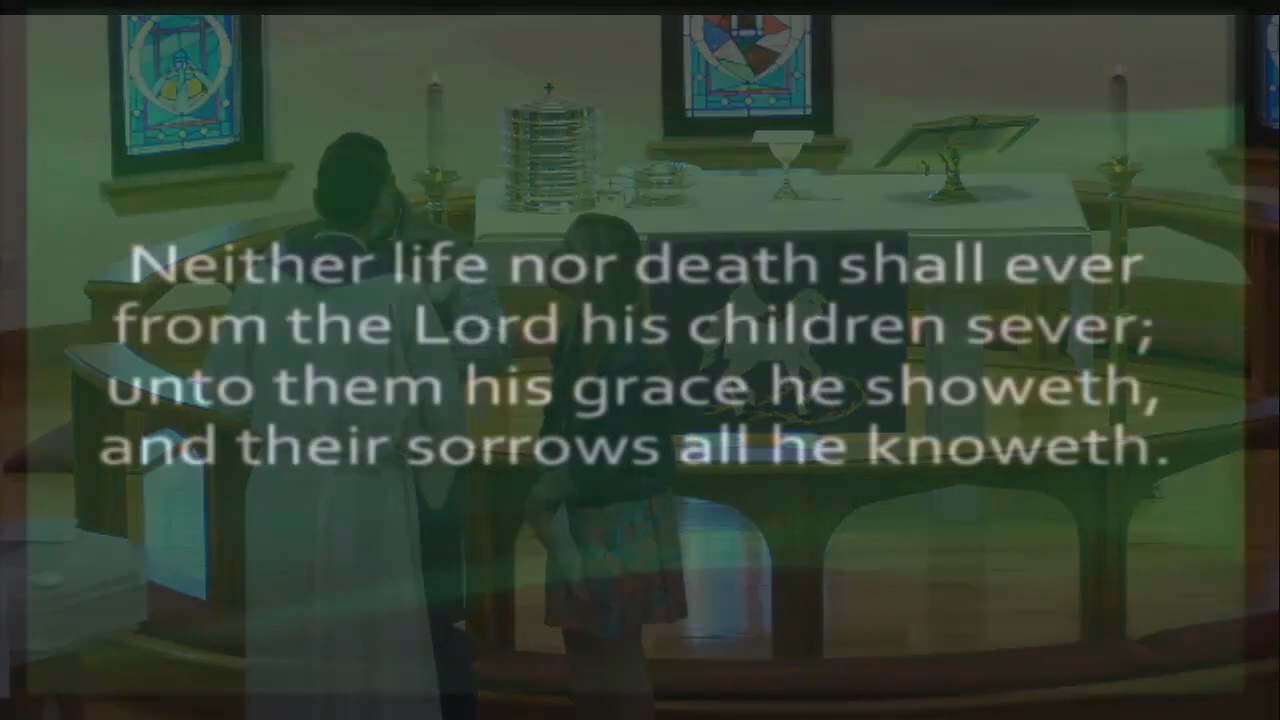 Neither life nor death shall ever
from the Lord his children sever;
unto them his grace he showeth,
and their sorrows all he knoweth.